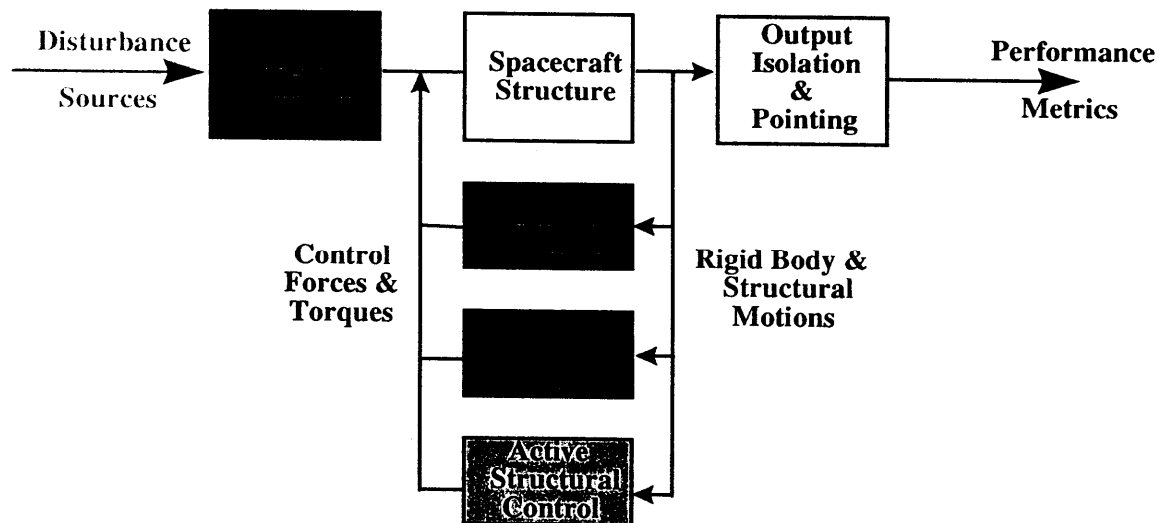 Disturbance
Sources
Spacecraft
Structure
Output
Isolation
&
Pointing
Performance
Metrics
Control
Forces &
Torques
Rigid Body &
Structural
Motions
Active
Structural
Control